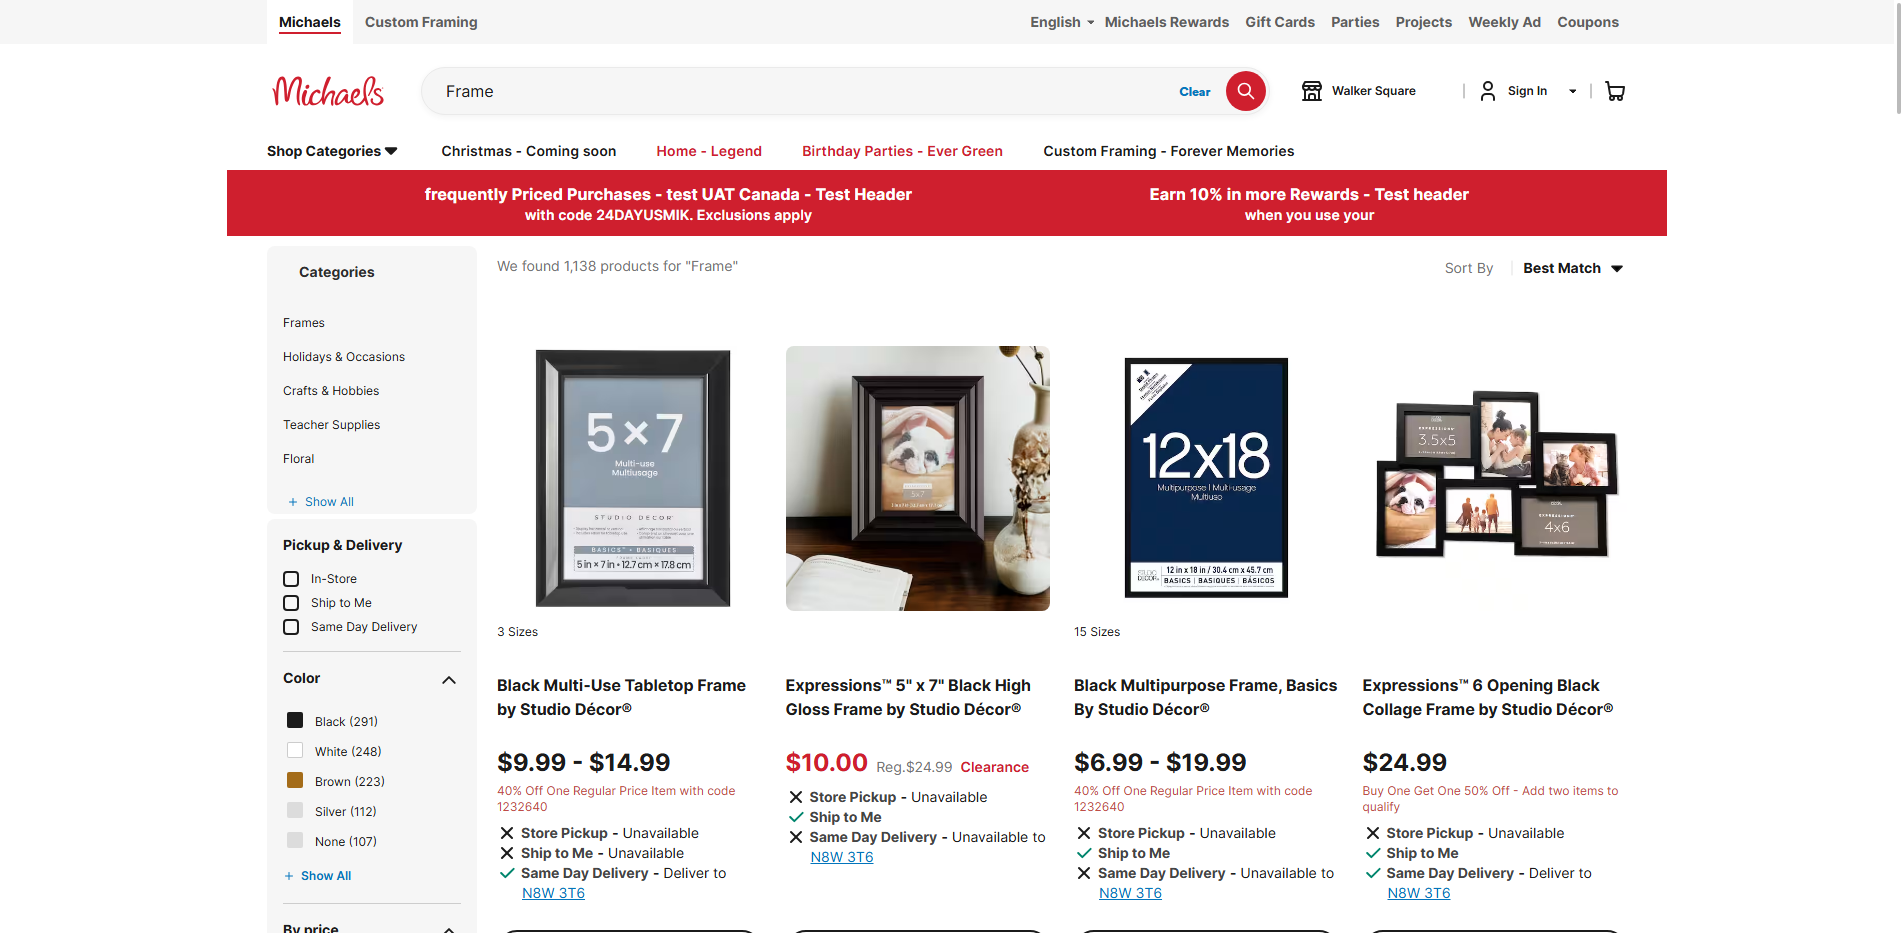 Michaels
Custom Framing
English
Michaels Rewards
Gift Cards
Parties
Projects
Weekly Ad
Coupons
Michaels
Frame
Clear
Walker Square
Sign In
Shop Categories
Christmas - Coming soon
Home - Legend
Birthday Parties - Ever Green
Custom Framing - Forever Memories
frequently Priced Purchases - test UAT Canada - Test Header
with code 24DAYUSMIK. Exclusions apply
Earn 10% in more Rewards - Test header
when you use your
Categories
Frames
Holidays & Occasions
Crafts & Hobbies
Teacher Supplies
Floral
+ Show All
Pickup & Delivery
In-Store
Ship to Me
Same Day Delivery
Color
Black (291)
White (248)
Brown (223)
Silver (112)
None (107)
+ Show All
By price
We found 1,138 products for "Frame"
Sort By
Best Match
5×7
Multi-use
Multiusage
STUDIO DECOR
BASICS™ • BASIQUES
5 in × 7 in • 12.7 cm × 17.8 cm
3 Sizes
Black Multi-Use Tabletop Frame
by Studio Décor®
$9.99 - $14.99
40% Off One Regular Price Item with code
1232640
Store Pickup - Unavailable
Ship to Me - Unavailable
Same Day Delivery - Deliver to
N8W 3T6
5x7
Expressions™ 5" x 7" Black High
Gloss Frame by Studio Décor®
$10.00 Reg.$24.99 Clearance
Store Pickup - Unavailable
Ship to Me
Same Day Delivery - Unavailable to
N8W 3T6
12x18
Multipurpose | Multi-usage
Multiuso
12 in x 18 in / 30.4 cm x 45.7 cm
STUDIO DECOR
BASICS | BASIQUES | BÁSICOS
15 Sizes
Black Multipurpose Frame, Basics
By Studio Décor®
$6.99 - $19.99
40% Off One Regular Price Item with code
1232640
Store Pickup - Unavailable
Ship to Me
Same Day Delivery - Unavailable to
N8W 3T6
EXPRESSIONS
3.5x5
EXPRESSIONS
4x6
Expressions™ 6 Opening Black
Collage Frame by Studio Décor®
$24.99
Buy One Get One 50% Off - Add two items to
qualify
Store Pickup - Unavailable
Ship to Me
Same Day Delivery - Deliver to
N8W 3T6